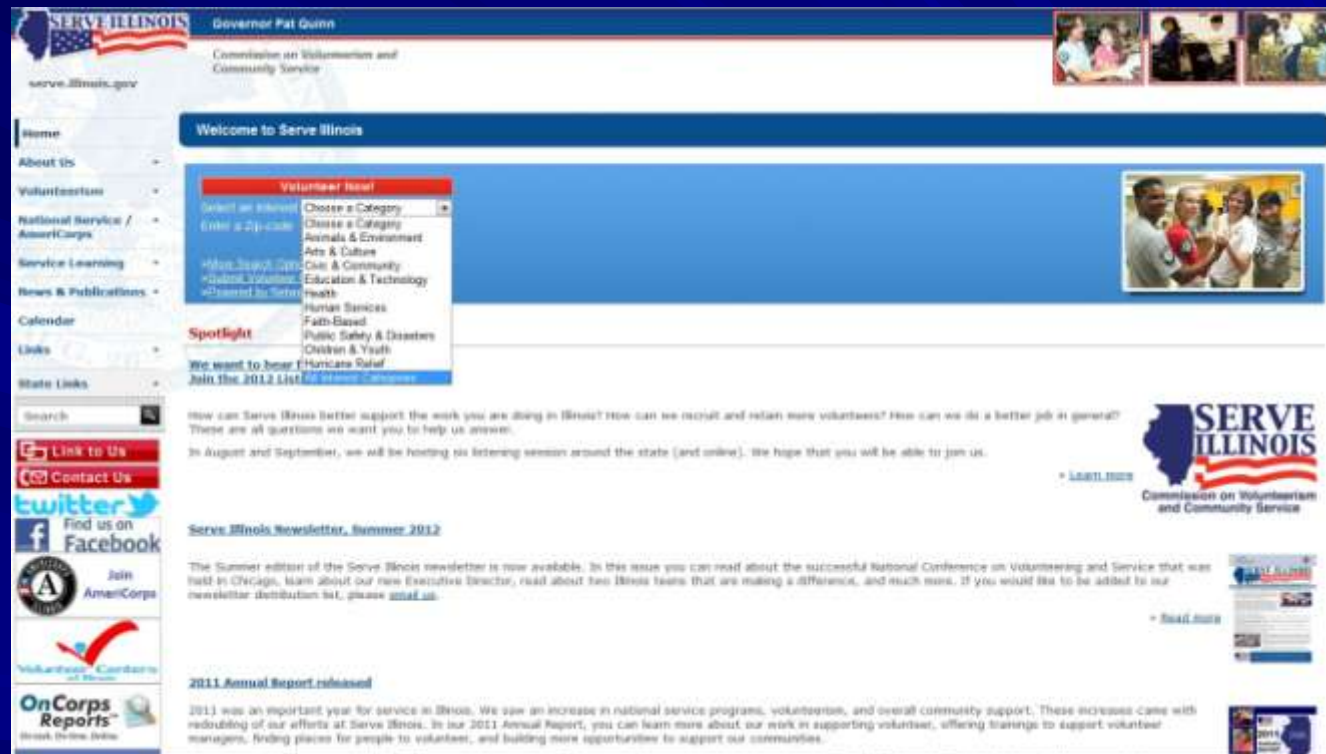 SERVE ILLINOIS
serve.illinois.gov
Governor Pat Quinn
Commission on Volunteerism and
Community Service
Home
About Us
Volunteerism
National Service /
AmeriCorps
Service Learning
News & Publications
Calendar
Links
State Links
Search
Link to Us
Contact Us
twitter
Find us on
Facebook
Join
AmeriCorps
Volunteer Centers
of Illinois
OnCorps
Reports
Welcome to Serve Illinois
Volunteer Now!
Select an Interest Choose a Category
Enter a Zip-code
Choose a Category
Animals & Environment
Arts & Culture
Civic & Community
Education & Technology
Health
Human Services
Faith-Based
Public Safety & Disasters
Children & Youth
Hurricane Relief
All Interest Categories
»More Search
»Submit Volunteer
»Powered by
Spotlight
We want to hear
Join the 2012
How can Serve Illinois better support the work you are doing in Illinois? How can we recruit and retain more volunteers? How can we do a better job in general?
These are all questions we want you to help us answer.
In August and September, we will be hosting six listening session around the state (and online). We hope that you will be able to join us.
» Learn more
SERVE
ILLINOIS
Commission on Volunteerism
and Community Service
Serve Illinois Newsletter, Summer 2012
The Summer edition of the Serve Illinois newsletter is now available. In this issue you can read about the successful National Conference on Volunteering and Service that was
held in Chicago, learn about our new Executive Director, read about two Illinois teens that are making a difference, and much more. If you would like to be added to our
newsletter distribution list, please email us.
» Read more
2011 Annual Report released
2011 was an important year for service in Illinois. We saw an increase in national service programs, volunteerism, and overall community support. These increases came with
redoubling of our efforts at Serve Illinois. In our 2011 Annual Report, you can learn more about our work in supporting volunteer, offering trainings to support volunteer
managers, finding places for people to volunteer, and building more opportunities to support our communities.